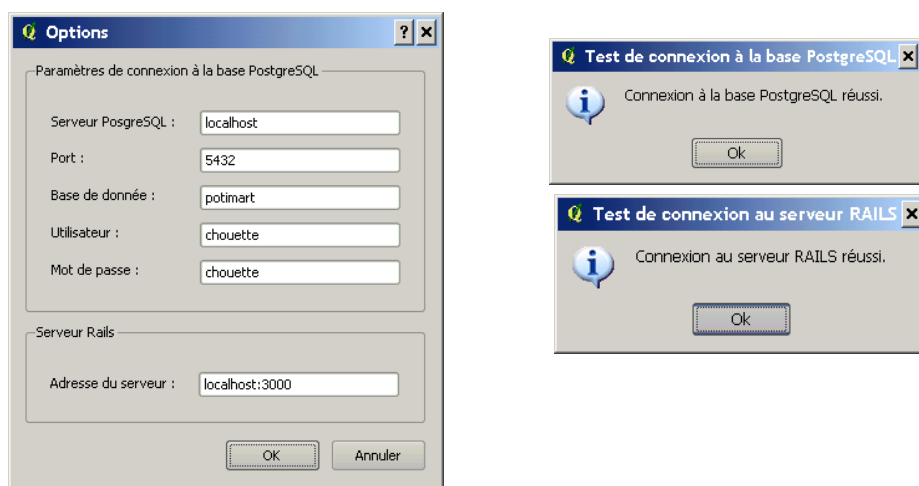 Options
Paramètres de connexion à la base PostgreSQL
Serveur PosgreSQL :
localhost
Port :
5432
Base de donnée :
potimart
Utilisateur :
chouette
Mot de passe :
chouette
Serveur Rails
Adresse du serveur :
localhost:3000
OK
Annuler
Test de connexion à la base PostgreSQL
Connexion à la base PostgreSQL réussi.
Ok
Test de connexion au serveur RAILS
Connexion au serveur RAILS réussi.
Ok